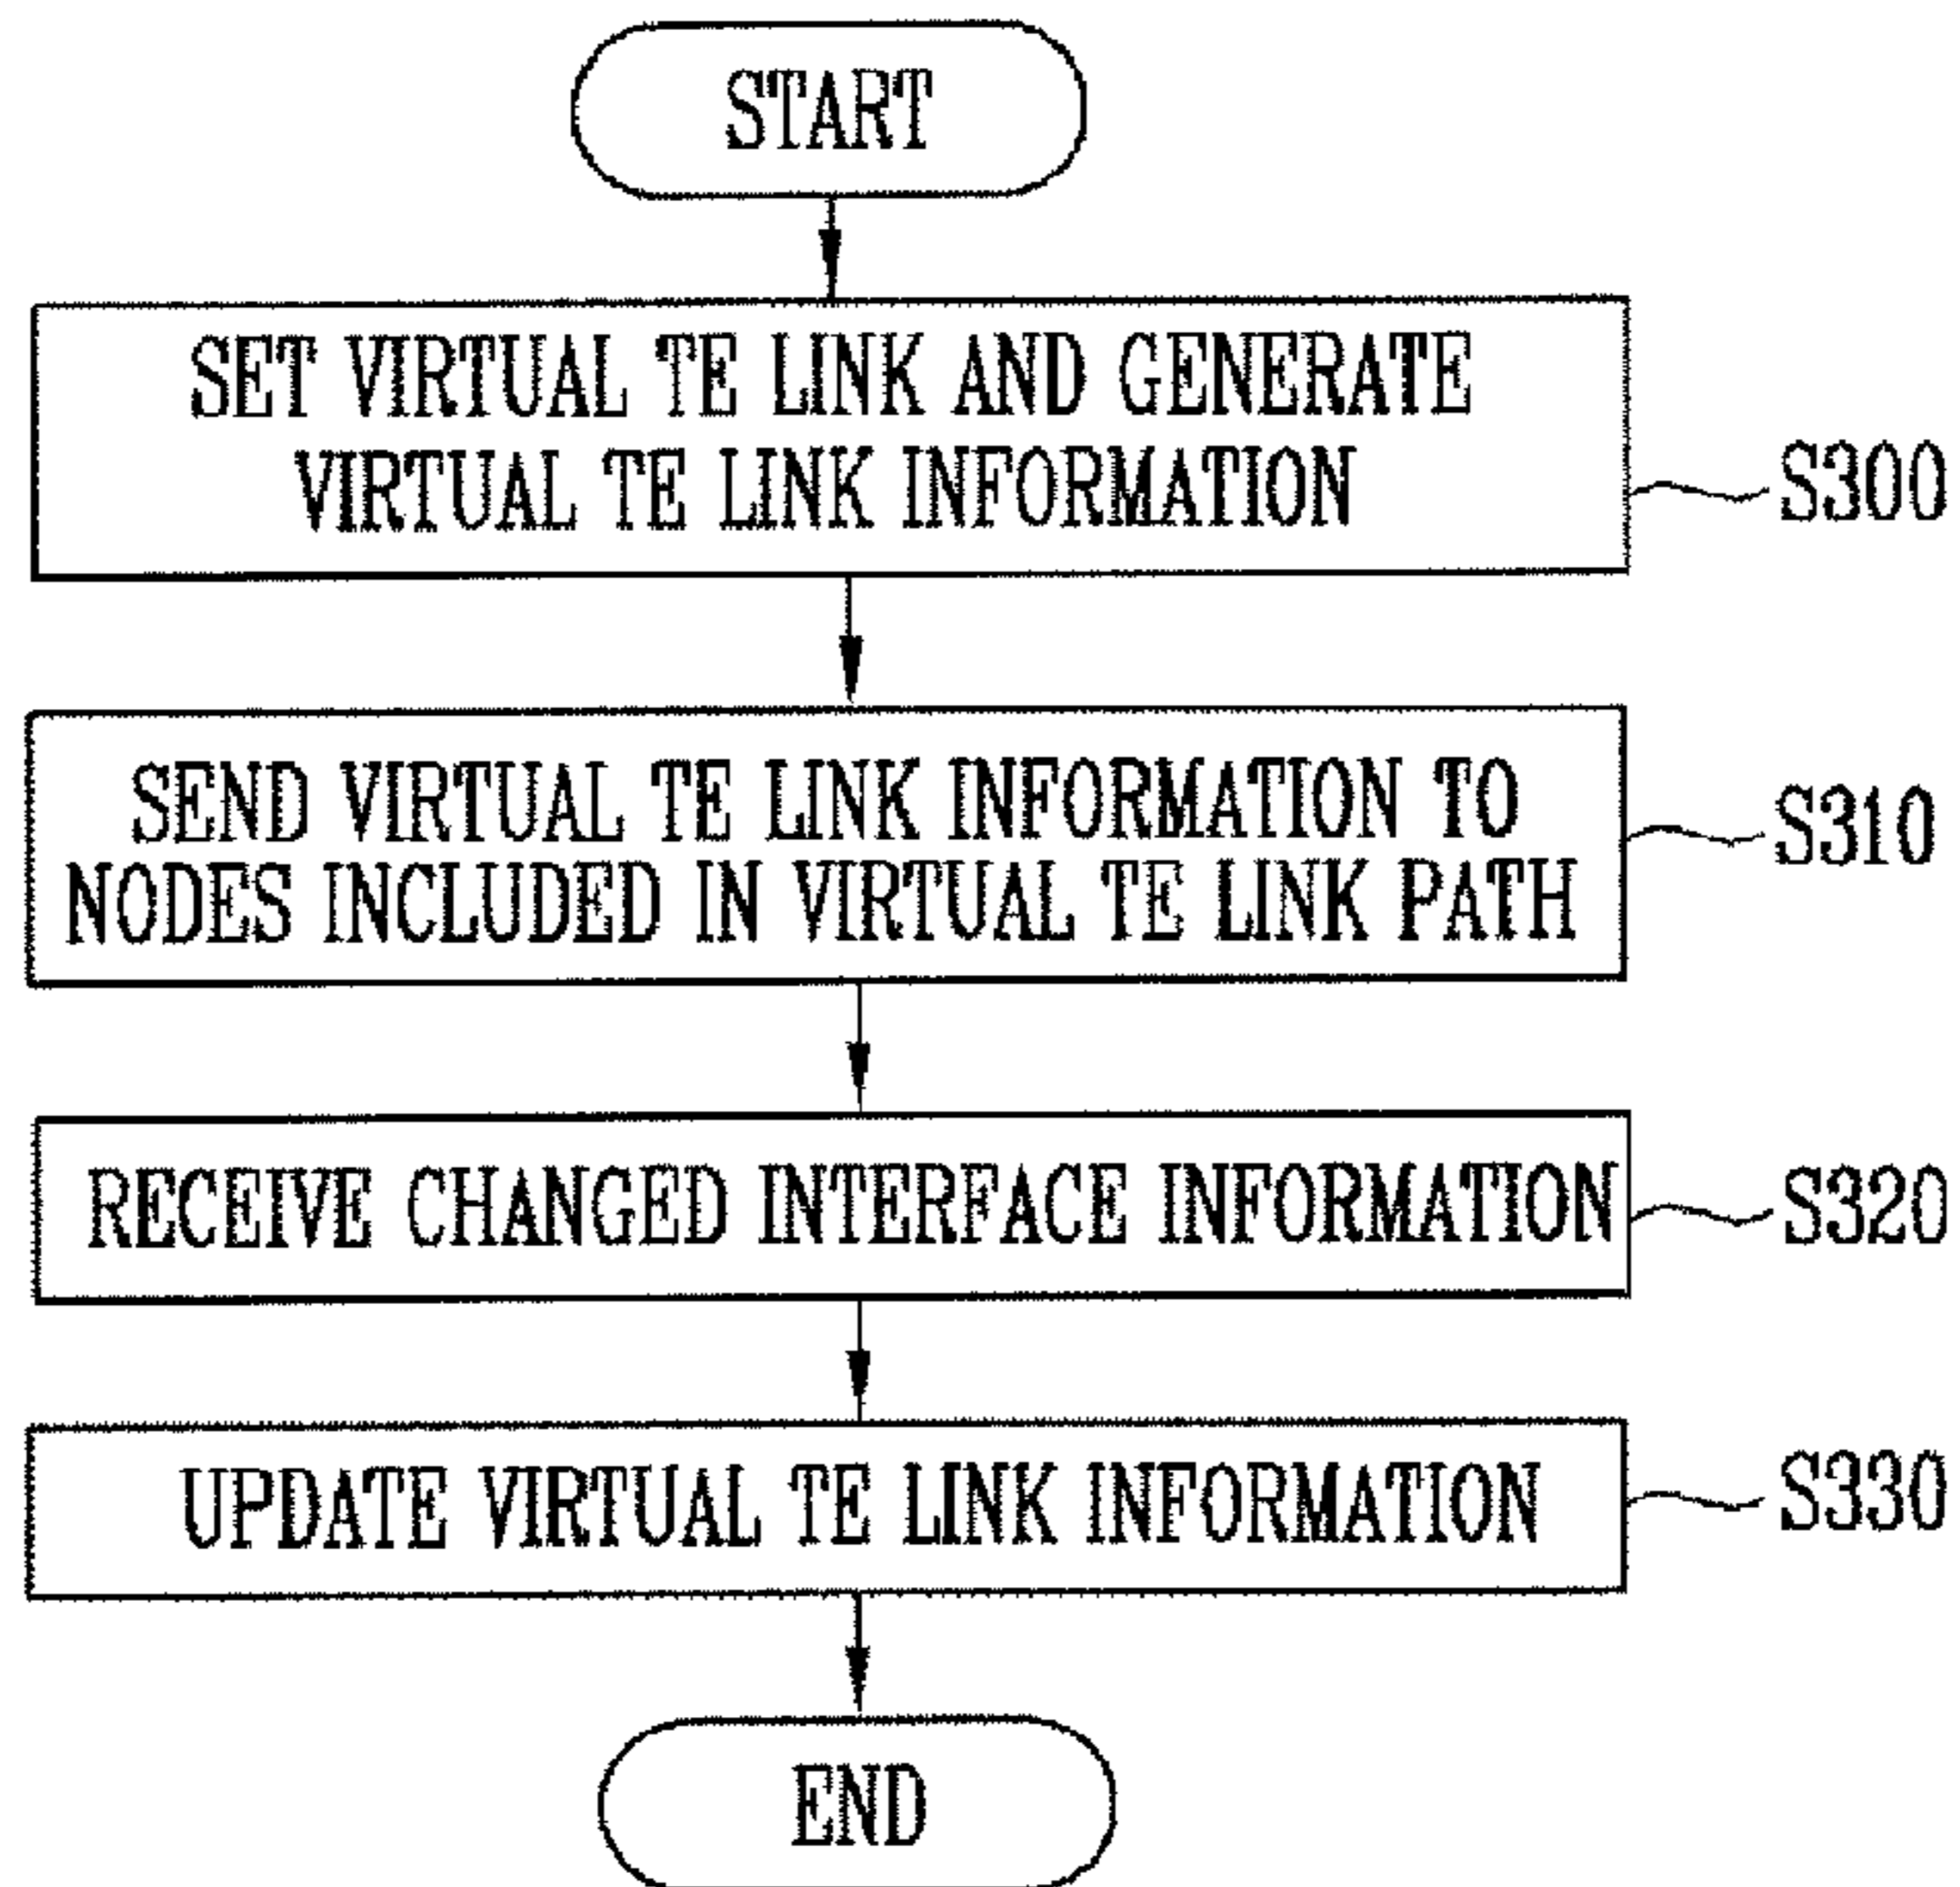 START
SET VIRTUAL TE LINK AND GENERATE
VIRTUAL TE LINK INFORMATION
S300
SEND VIRTUAL TE LINK INFORMATION TO
NODES INCLUDED IN VIRTUAL TE LINK PATH
S310
RECEIVE CHANGED INTERFACE INFORMATION
S320
UPDATE VIRTUAL TE LINK INFORMATION
S330
END